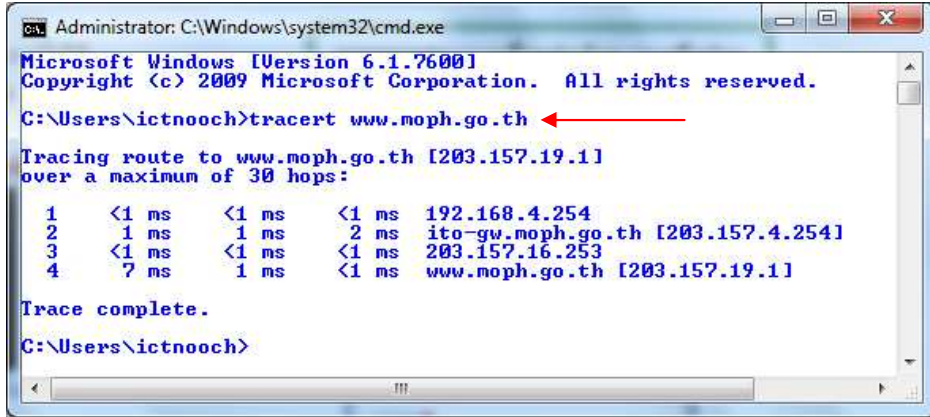 Administrator: C:\Windows\system32\cmd.exe
Microsoft Windows [Version 6.1.7600]
Copyright (c) 2009 Microsoft Corporation.  All rights reserved.
C:\Users\ictnooch>tracert www.moph.go.th
Tracing route to www.moph.go.th [203.157.19.1]
over a maximum of 30 hops:
1     <1 ms    <1 ms    <1 ms  192.168.4.254
2      1 ms     1 ms     2 ms  ito-gw.moph.go.th [203.157.4.254]
3     <1 ms    <1 ms    <1 ms  203.157.16.253
4      7 ms     1 ms    <1 ms  www.moph.go.th [203.157.19.1]
Trace complete.
C:\Users\ictnooch>